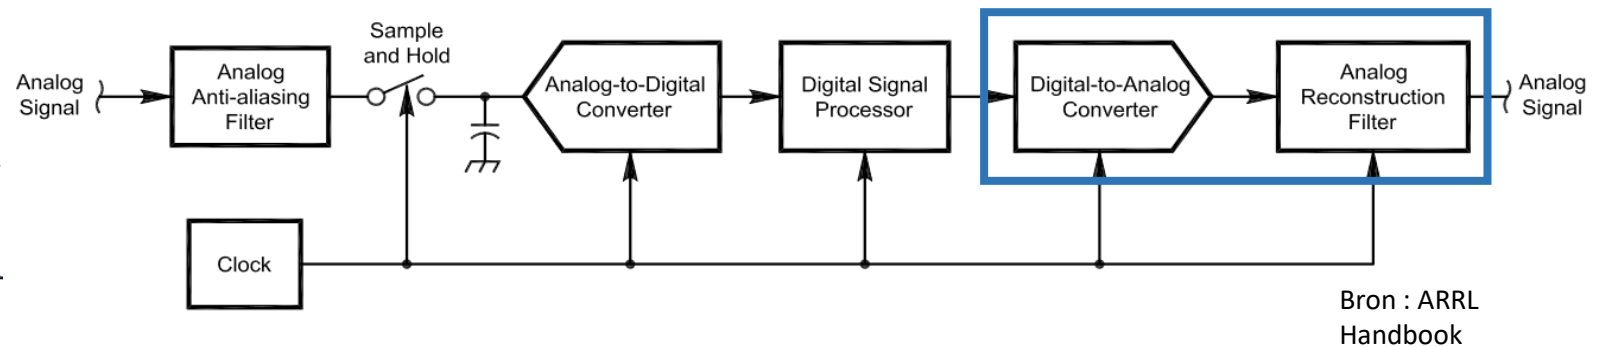 Analog
Signal
Analog
Anti-aliasing
Filter
Sample
and Hold
Analog-to-Digital
Converter
Digital Signal
Processor
Digital-to-Analog
Converter
Analog
Reconstruction
Filter
Analog
Signal
Clock
Bron : ARRL
Handbook